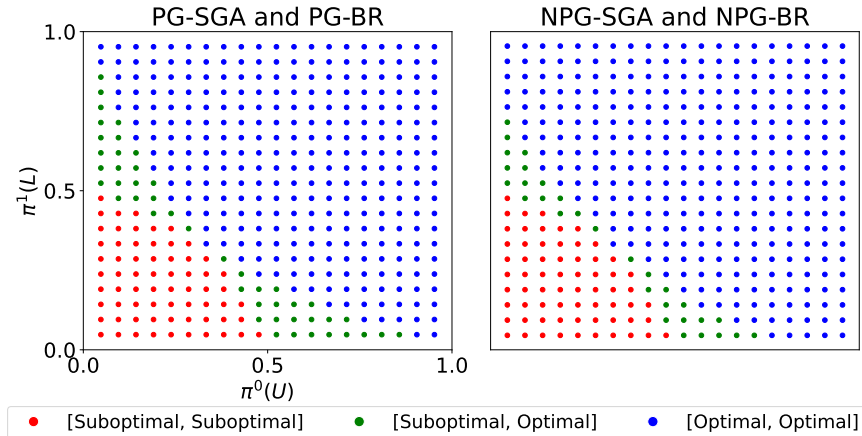 PG-SGA and PG-BR
NPG-SGA and NPG-BR
1.0
0.5
0.0
π¹(L)
0.0
0.5
1.0
π⁰(U)
[Suboptimal, Suboptimal]
[Suboptimal, Optimal]
[Optimal, Optimal]